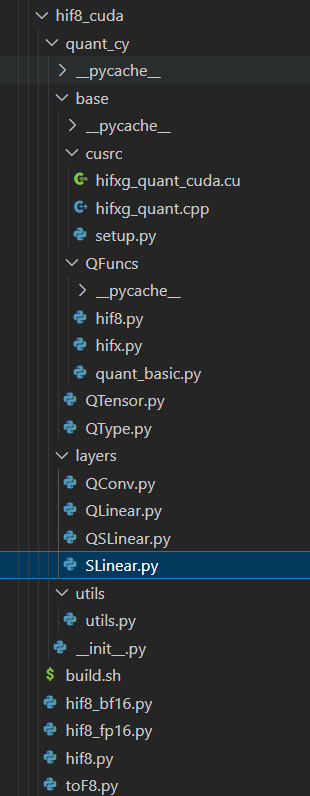 hif8_cuda
quant_cy
__pycache__
base
__pycache__
cusrc
hifxg_quant_cuda.cu
hifxg_quant.cpp
setup.py
QFuncs
__pycache__
hif8.py
hifx.py
quant_basic.py
QTensor.py
QType.py
layers
QConv.py
QLinear.py
QSLinear.py
SLinear.py
utils
utils.py
__init__.py
build.sh
hif8_bf16.py
hif8_fp16.py
hif8.py
toF8.py